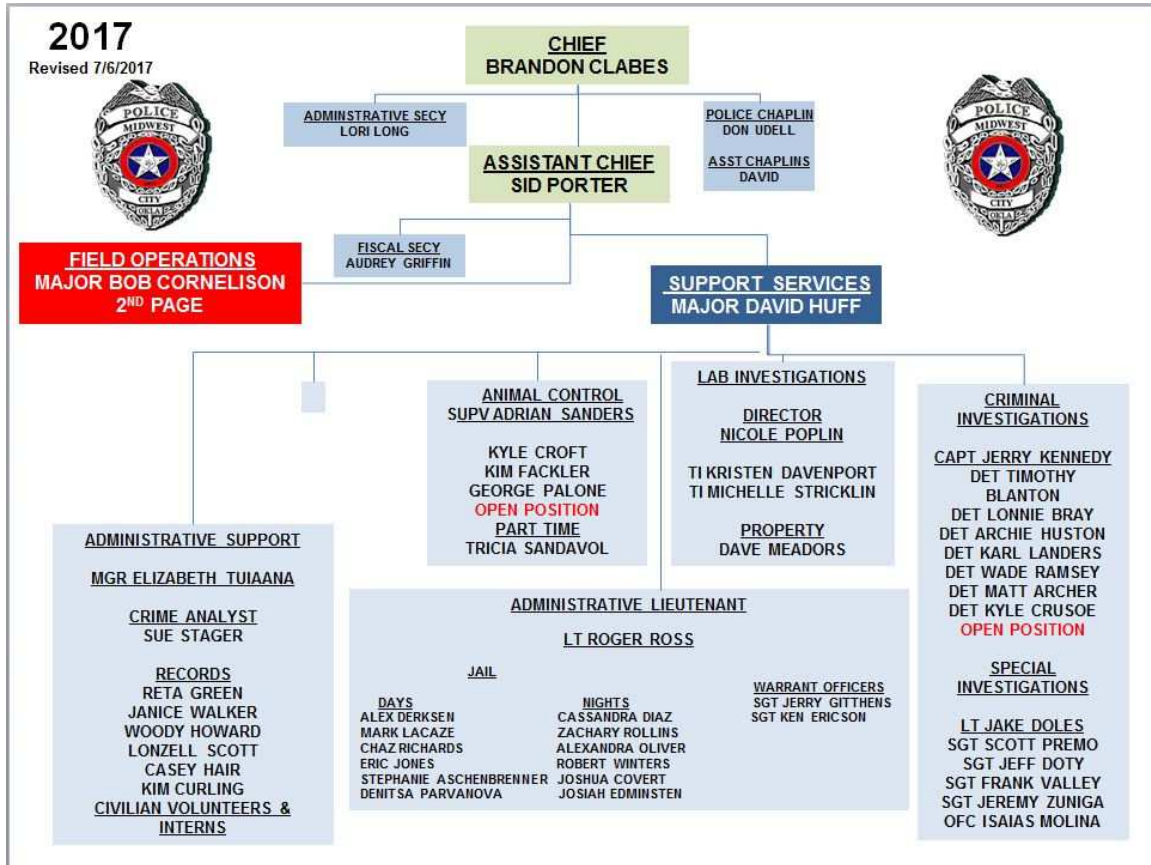 2017
Revised 7/6/2017
CHIEF
BRANDON CLABES
ADMINSTRATIVE SECY
LORI LONG
POLICE CHAPLIN
DON UDELL
ASST CHAPLINS
DAVID
ASSISTANT CHIEF
SID PORTER
POLICE
MIDWEST
CITY
OKLA
POLICE
MIDWEST
CITY
OKLA
FISCAL SECY
AUDREY GRIFFIN
FIELD OPERATIONS
MAJOR BOB CORNELISON
2ND PAGE
SUPPORT SERVICES
MAJOR DAVID HUFF
ADMINISTRATIVE SUPPORT
MGR ELIZABETH TUIAANA
CRIME ANALYST
SUE STAGER
RECORDS
RETA GREEN
JANICE WALKER
WOODY HOWARD
LONZELL SCOTT
CASEY HAIR
KIM CURLING
CIVILIAN VOLUNTEERS &
INTERNS
ANIMAL CONTROL
SUPV ADRIAN SANDERS
KYLE CROFT
KIM FACKLER
GEORGE PALONE
OPEN POSITION
PART TIME
TRICIA SANDAVOL
LAB INVESTIGATIONS
DIRECTOR
NICOLE POPLIN
TI KRISTEN DAVENPORT
TI MICHELLE STRICKLIN
PROPERTY
DAVE MEADORS
ADMINISTRATIVE LIEUTENANT
LT ROGER ROSS
JAIL
DAYS
ALEX DERKSEN
MARK LACAZE
CHAZ RICHARDS
ERIC JONES
STEPHANIE ASCHENBRENNER
DENITSA PARVANOVA
NIGHTS
CASSANDRA DIAZ
ZACHARY ROLLINS
ALEXANDRA OLIVER
ROBERT WINTERS
JOSHUA COVERT
JOSIAH EDMINSTEN
WARRANT OFFICERS
SGT JERRY GITTHENS
SGT KEN ERICSON
CRIMINAL
INVESTIGATIONS
CAPT JERRY KENNEDY
DET TIMOTHY
BLANTON
DET LONNIE BRAY
DET ARCHIE HUSTON
DET KARL LANDERS
DET WADE RAMSEY
DET MATT ARCHER
DET KYLE CRUSOE
OPEN POSITION
SPECIAL
INVESTIGATIONS
LT JAKE DOLES
SGT SCOTT PREMO
SGT JEFF DOTY
SGT FRANK VALLEY
SGT JEREMY ZUNIGA
OFC ISAIAS MOLINA